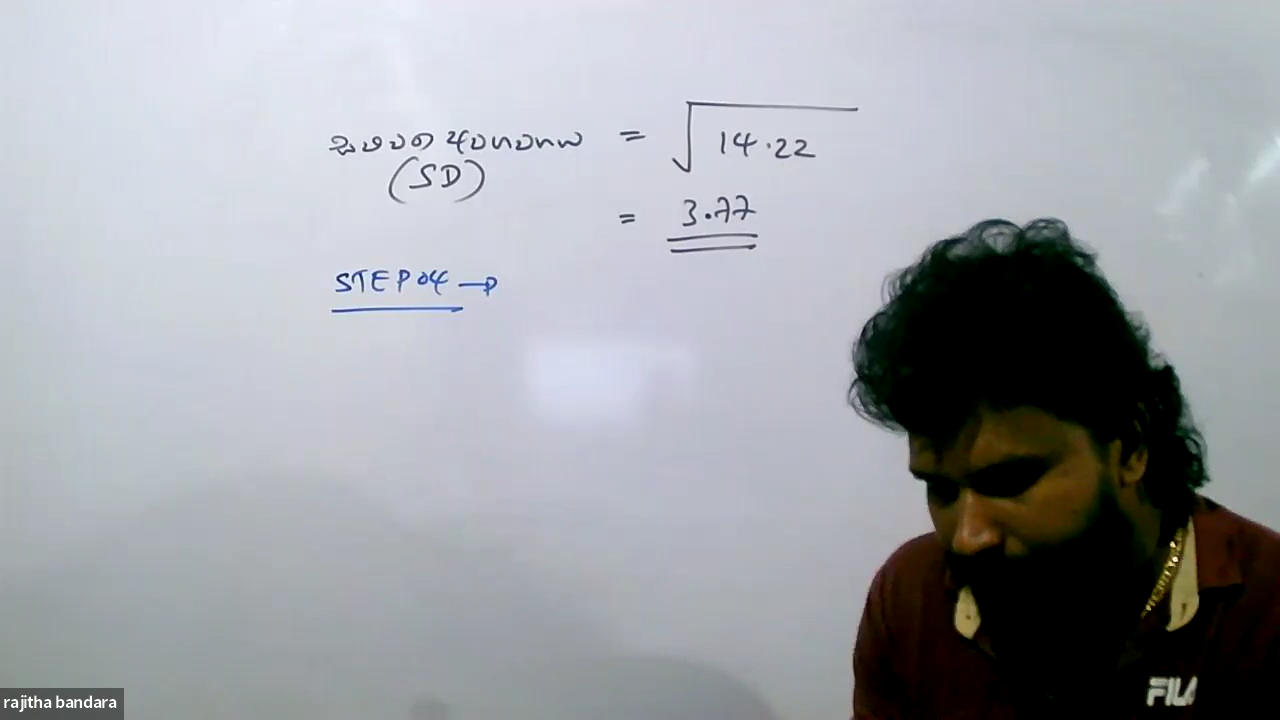 සම්මත අපගමනය = √14.22
(SD)
= 3.77
STEP 04 →
FILA
rajitha bandara